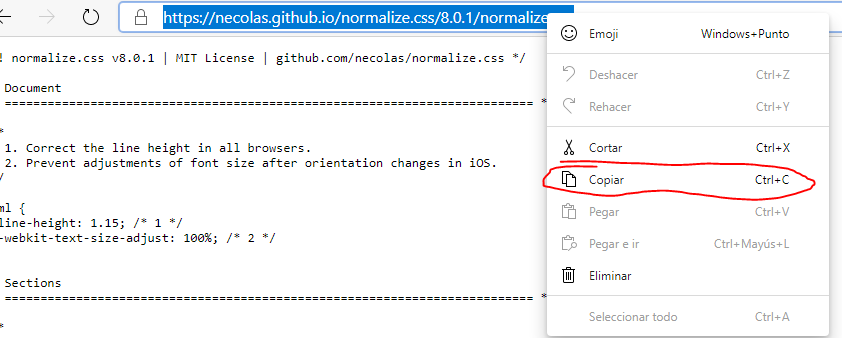 https://necolas.github.io/normalize.css/8.0.1/normalize
! normalize.css v8.0.1 | MIT License | github.com/necolas/normalize.css */
Document
========================================================================== *
*
1. Correct the line height in all browsers.
2. Prevent adjustments of font size after orientation changes in iOS.
/
ml {
line-height: 1.15; /* 1 */
-webkit-text-size-adjust: 100%; /* 2 */
Sections
========================================================================== *
*
Emoji Windows+Punto
Deshacer Ctrl+Z
Rehacer Ctrl+Y
Cortar Ctrl+X
Copiar Ctrl+C
Pegar Ctrl+V
Pegar e ir Ctrl+Mayús+L
Eliminar
Seleccionar todo Ctrl+A